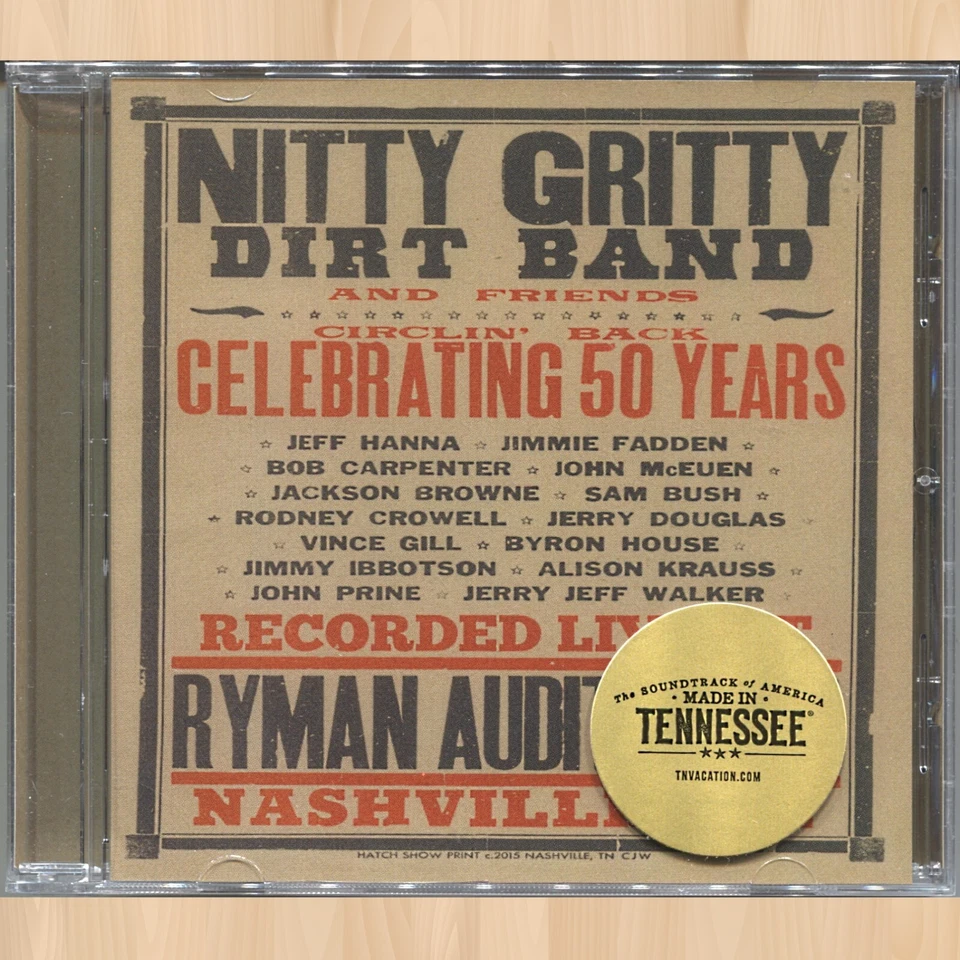 NITTY GRITTY
DIRT BAND
AND FRIENDS
CIRCLIN' BACK
CELEBRATING 50 YEARS
JEFF HANNA ☆ JIMMIE FADDEN
BOB CARPENTER ☆ JOHN McEUEN
JACKSON BROWNE ☆ SAM BUSH
RODNEY CROWELL ☆ JERRY DOUGLAS
VINCE GILL ☆ BYRON HOUSE
JIMMY IBBOTSON ☆ ALISON KRAUSS
JOHN PRINE ☆ JERRY JEFF WALKER
RECORDED
RYMAN
NASHVILL
HATCH SHOW PRINT c.2015 NASHVILLE, TN CJW
The SOUNDTRACK of AMERICA
• MADE IN •
TENNESSEE®
TNVACATION.COM